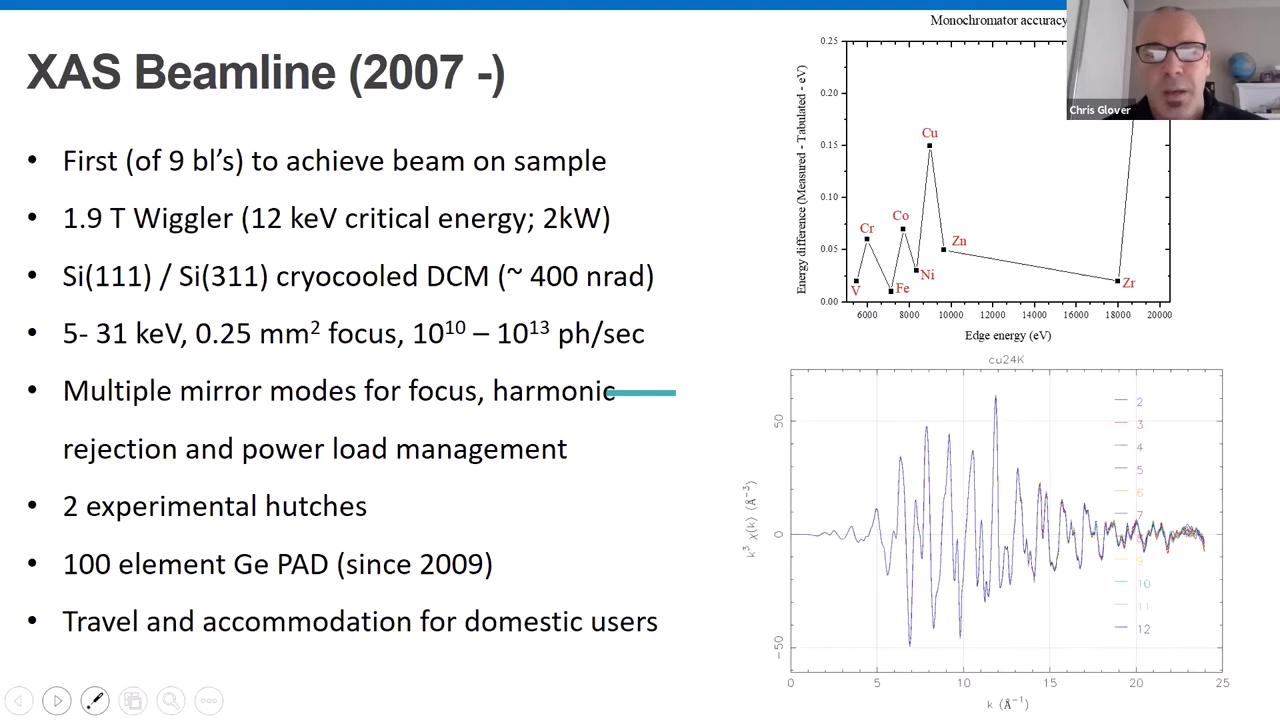 XAS Beamline (2007 -)
• First (of 9 bl’s) to achieve beam on sample
• 1.9 T Wiggler (12 keV critical energy; 2kW)
• Si(111) / Si(311) cryocooled DCM (~ 400 nrad)
• 5- 31 keV, 0.25 mm² focus, 10¹⁰ – 10¹³ ph/sec
• Multiple mirror modes for focus, harmonic
rejection and power load management
• 2 experimental hutches
• 100 element Ge PAD (since 2009)
• Travel and accommodation for domestic users
Monochromator accuracy
Chris Glover
Energy difference (Measured - Tabulated - eV)
0.25
0.20
0.15
0.10
0.05
0.00
V
Cr
Fe
Co
Ni
Cu
Zn
Zr
6000 8000 10000 12000 14000 16000 18000 20000
Edge energy (eV)
cu24K
k³ χ(k) (Å⁻³)
50
0
−50
2
3
4
5
6
7
8
9
10
11
12
0 5 10 15 20 25
k (Å⁻¹)